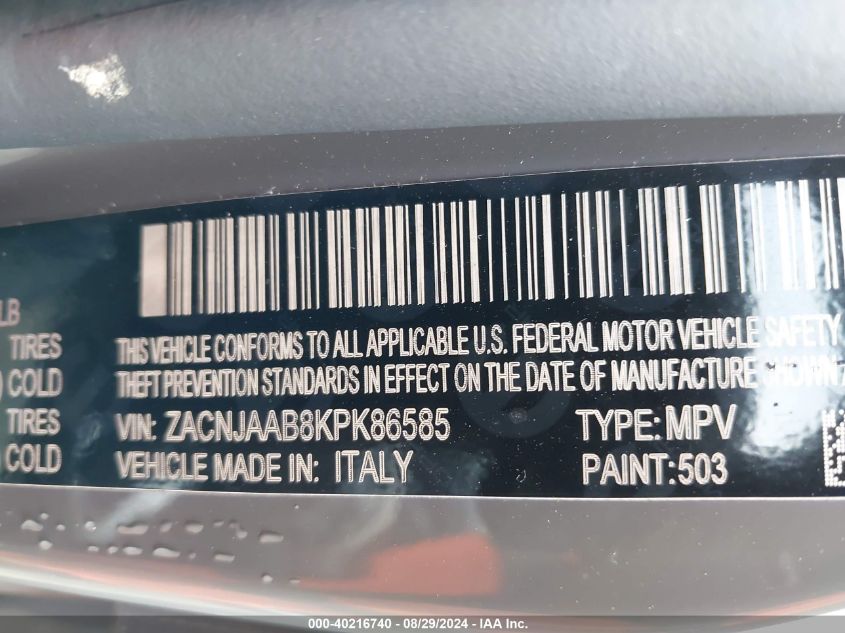 LB
TIRES
COLD
TIRES
COLD
THIS VEHICLE CONFORMS TO ALL APPLICABLE U.S. FEDERAL MOTOR VEHICLE SAFETY
THEFT PREVENTION STANDARDS IN EFFECT ON THE DATE OF MANUFACTURE SHOWN
VIN: ZACNJAAB8KPK86585 TYPE: MPV
VEHICLE MADE IN: ITALY PAINT: 503
000-40216740 - 08/29/2024 - IAA Inc.